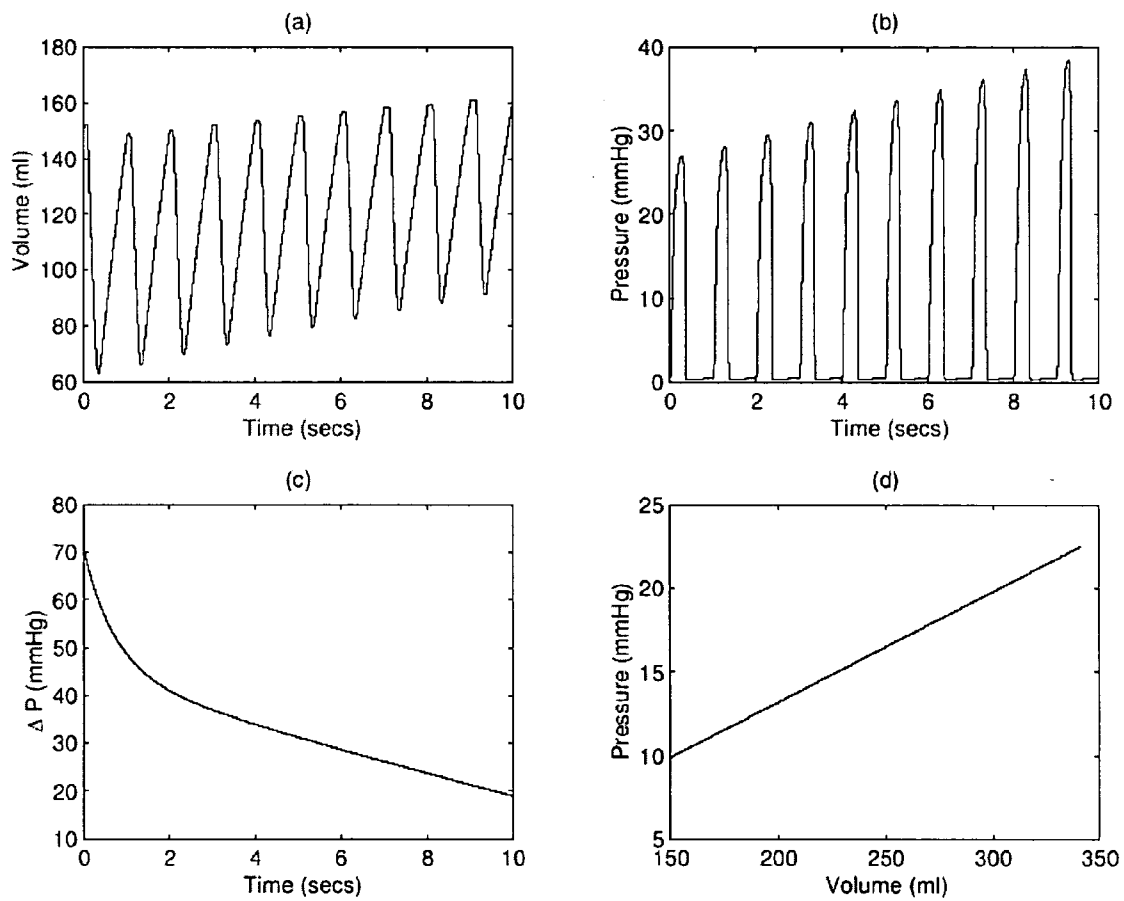 (a)
Volume (ml)
180
160
140
120
100
80
60
0 2 4 6 8 10
Time (secs)
(b)
Pressure (mmHg)
40
30
20
10
0
0 2 4 6 8 10
Time (secs)
(c)
Δ P (mmHg)
80
70
60
50
40
30
20
10
0 2 4 6 8 10
Time (secs)
(d)
Pressure (mmHg)
25
20
15
10
5
150 200 250 300 350
Volume (ml)